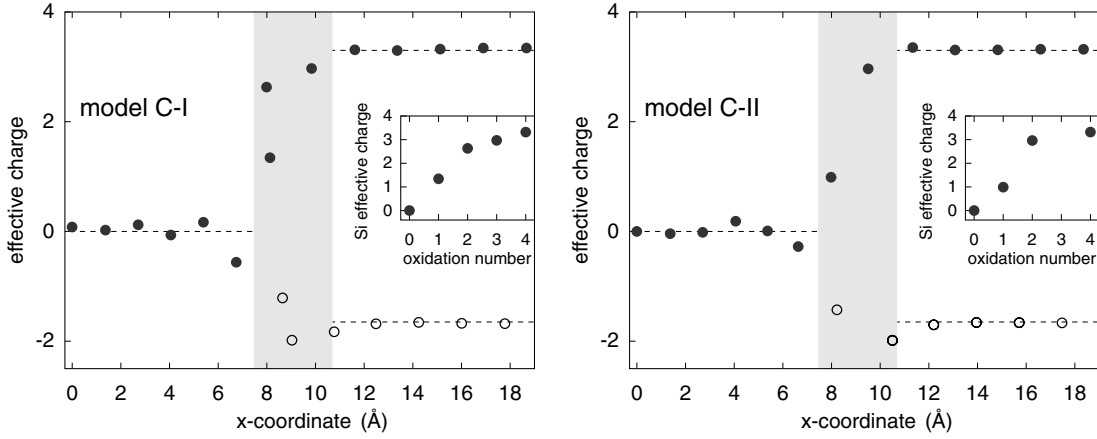 4
2
0
-2
effective charge
model C-I
4
3
2
1
0
Si effective charge
0 1 2 3 4
oxidation number
0 2 4 6 8 10 12 14 16 18
x-coordinate (Å)
4
2
0
-2
effective charge
model C-II
4
3
2
1
0
Si effective charge
0 1 2 3 4
oxidation number
0 2 4 6 8 10 12 14 16 18
x-coordinate (Å)